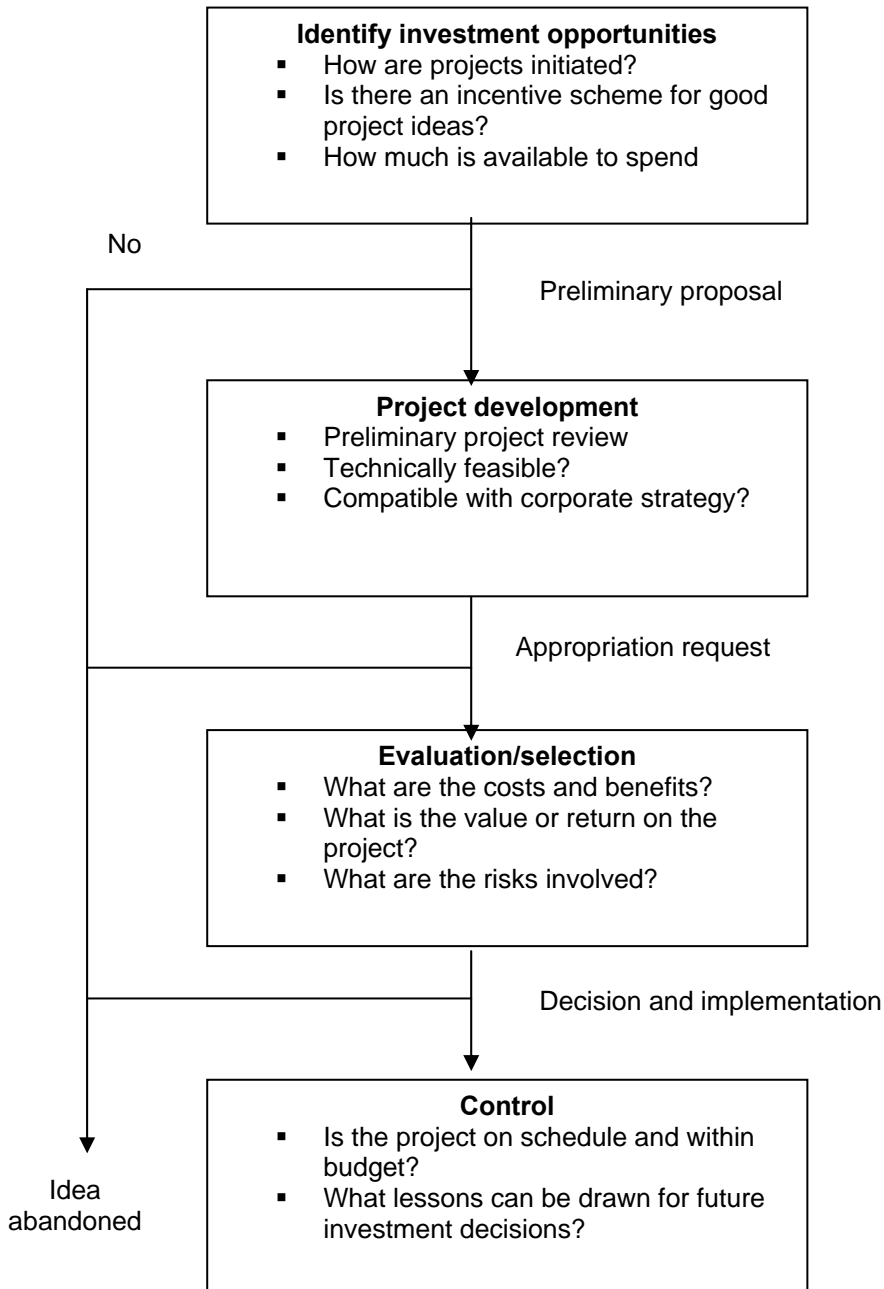 Identify investment opportunities
▪ How are projects initiated?
▪ Is there an incentive scheme for good
project ideas?
▪ How much is available to spend
No
Preliminary proposal
Project development
▪ Preliminary project review
▪ Technically feasible?
▪ Compatible with corporate strategy?
Appropriation request
Evaluation/selection
▪ What are the costs and benefits?
▪ What is the value or return on the
project?
▪ What are the risks involved?
Decision and implementation
Control
▪ Is the project on schedule and within
budget?
▪ What lessons can be drawn for future
investment decisions?
Idea
abandoned